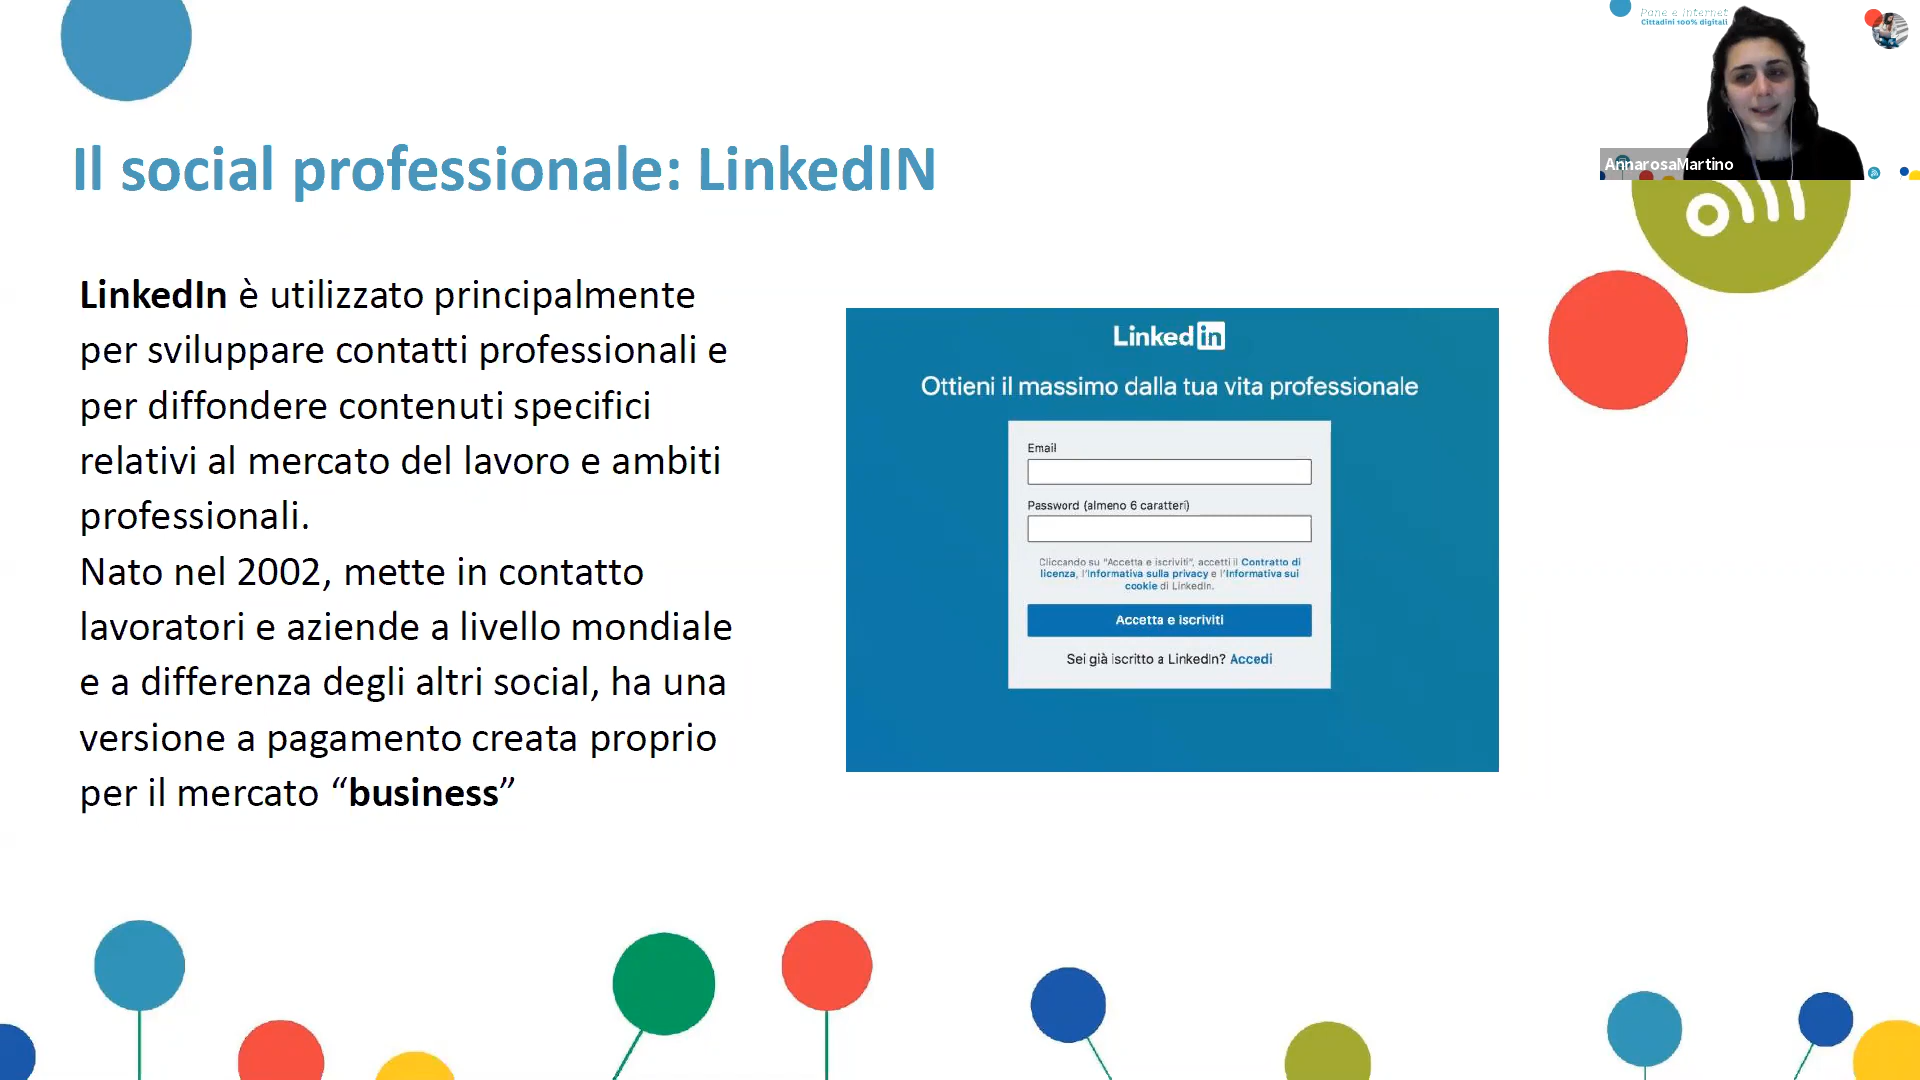 Pane e Internet
Cittadini 100% digitali
AnnarosaMartino
Il social professionale: LinkedIN
LinkedIn è utilizzato principalmente
per sviluppare contatti professionali e
per diffondere contenuti specifici
relativi al mercato del lavoro e ambiti
professionali.
Nato nel 2002, mette in contatto
lavoratori e aziende a livello mondiale
e a differenza degli altri social, ha una
versione a pagamento creata proprio
per il mercato “business”
Linked in
Ottieni il massimo dalla tua vita professionale
Email
Password (almeno 6 caratteri)
Cliccando su "Accetta e iscriviti", accetti il Contratto di
licenza, l'Informativa sulla privacy e l'Informativa sui
cookie di LinkedIn.
Accetta e iscriviti
Sei già iscritto a LinkedIn? Accedi